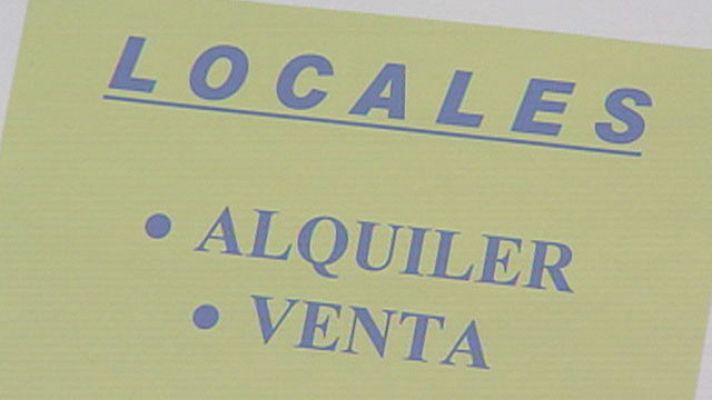 LOCALES
• ALQUILER
• VENTA